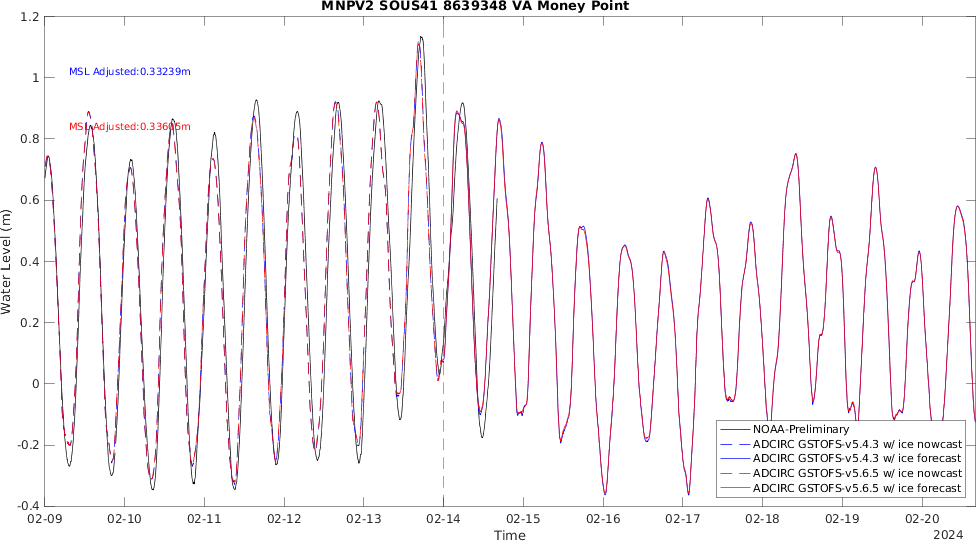 MNPV2 SOUS41 8639348 VA Money Point
1.2
1
0.8
0.6
0.4
0.2
0
-0.2
-0.4
Water Level (m)
MSL Adjusted:0.33239m
MSL
NOAA-Preliminary
ADCIRC GSTOFS-v5.4.3 w/ ice nowcast
ADCIRC GSTOFS-v5.4.3 w/ ice forecast
ADCIRC GSTOFS-v5.6.5 w/ ice nowcast
ADCIRC GSTOFS-v5.6.5 w/ ice forecast
02-09 02-10 02-11 02-12 02-13 02-14 02-15 02-16 02-17 02-18 02-19 02-20
Time
2024